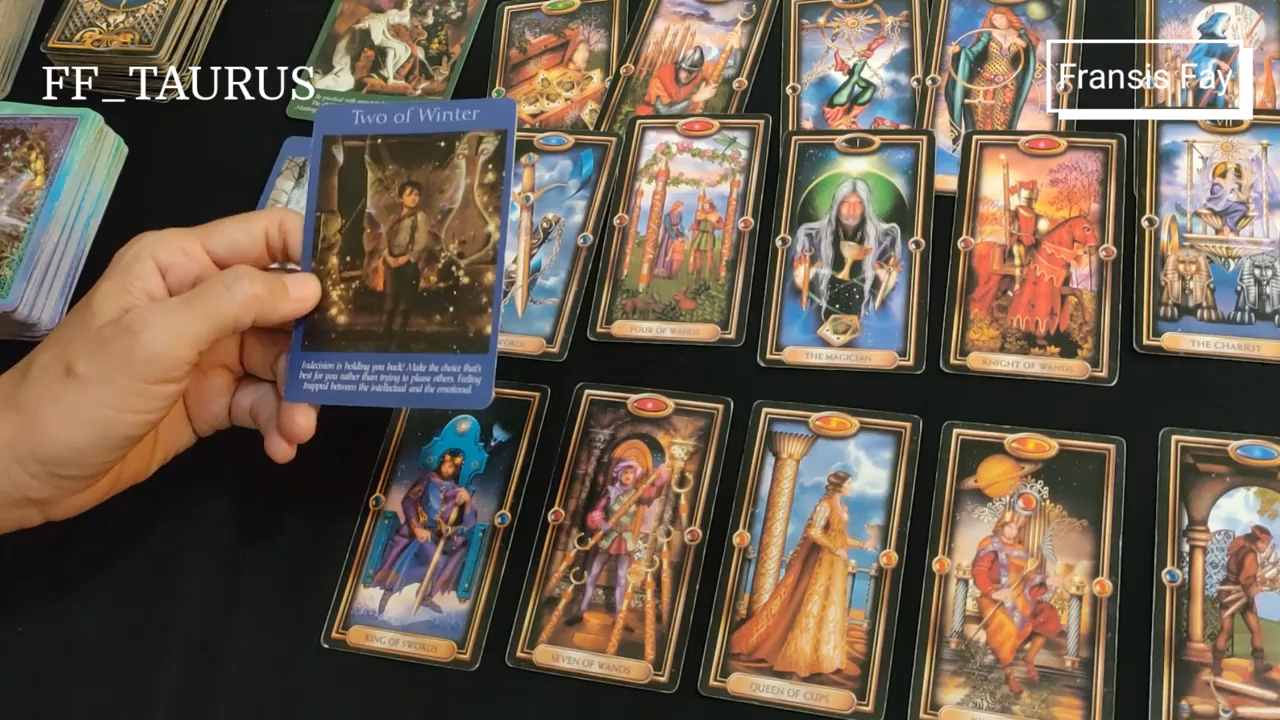 FF_TAURUS
Fransis Fay
Two of Winter
Indecision is holding you back! Make the choice that's
best for you rather than trying to please others. Feeling
trapped between the intellectual and the emotional.
FOUR OF WANDS
THE MAGICIAN
KNIGHT OF WANDS
VII
THE CHARIOT
KING OF SWORDS
SEVEN OF WANDS
QUEEN OF CUPS